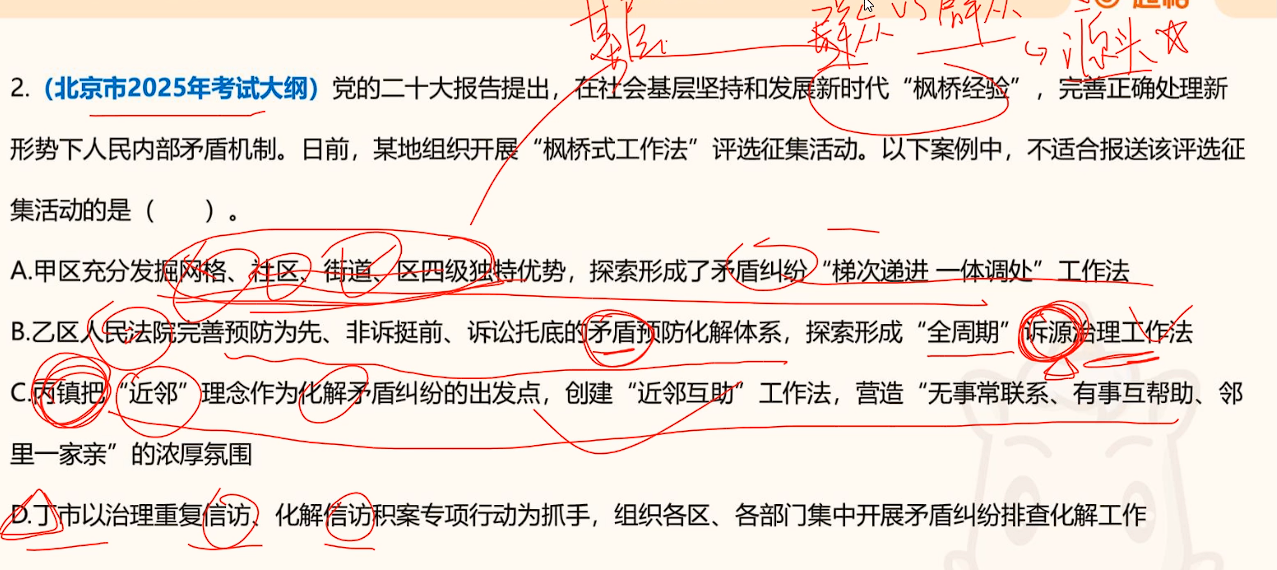 基层 群众 VS 群众 源头
2.（北京市2025年考试大纲）党的二十大报告提出，在社会基层坚持和发展新时代“枫桥经验”，完善正确处理新
形势下人民内部矛盾机制。日前，某地组织开展“枫桥式工作法”评选征集活动。以下案例中，不适合报送该评选征
集活动的是（　　）。
A.甲区充分发掘网格、社区、街道、区四级独特优势，探索形成了矛盾纠纷“梯次递进 一体调处”工作法
B.乙区人民法院完善预防为先、非诉挺前、诉讼托底的矛盾预防化解体系，探索形成“全周期”诉源治理工作法
C.丙镇把“近邻”理念作为化解矛盾纠纷的出发点，创建“近邻互助”工作法，营造“无事常联系、有事互帮助、邻
里一家亲”的浓厚氛围
D.丁市以治理重复信访、化解信访积案专项行动为抓手，组织各区、各部门集中开展矛盾纠纷排查化解工作